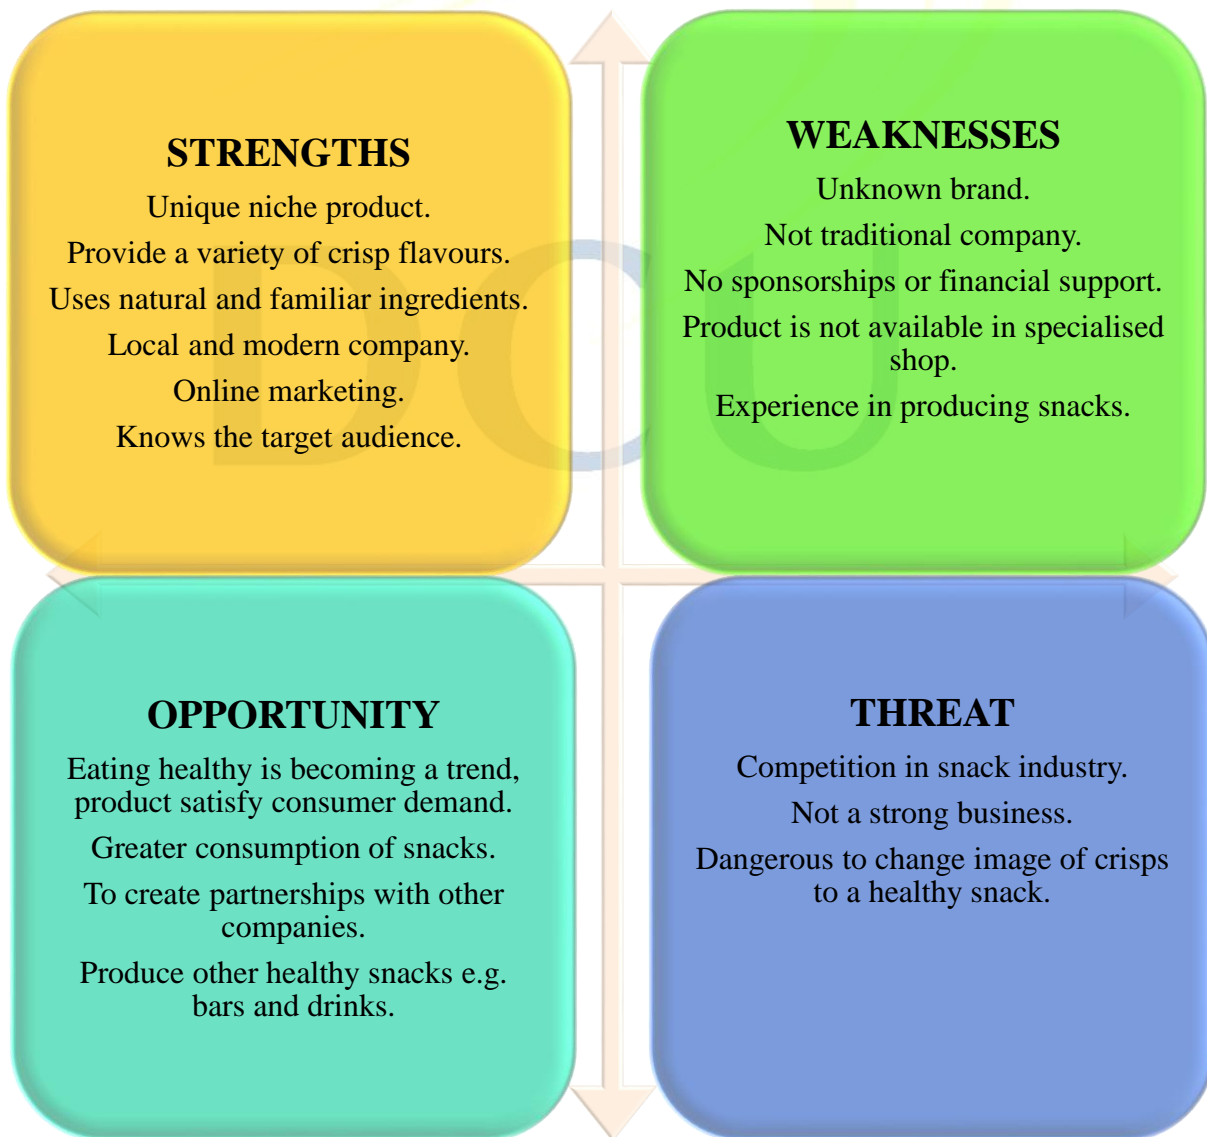 STRENGTHS
Unique niche product.
Provide a variety of crisp flavours.
Uses natural and familiar ingredients.
Local and modern company.
Online marketing.
Knows the target audience.
WEAKNESSES
Unknown brand.
Not traditional company.
No sponsorships or financial support.
Product is not available in specialised
shop.
Experience in producing snacks.
OPPORTUNITY
Eating healthy is becoming a trend,
product satisfy consumer demand.
Greater consumption of snacks.
To create partnerships with other
companies.
Produce other healthy snacks e.g.
bars and drinks.
THREAT
Competition in snack industry.
Not a strong business.
Dangerous to change image of crisps
to a healthy snack.
DCU